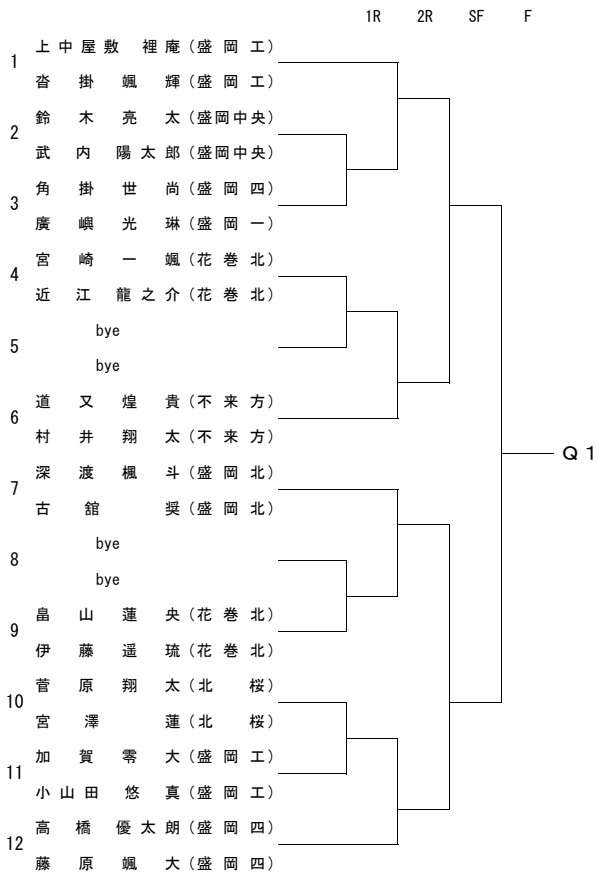 1R 2R SF F
上中屋敷 裡庵(盛岡工)
1
沓掛颯輝(盛岡工)
鈴木亮太(盛岡中央)
2
武内陽太郎(盛岡中央)
角掛世尚(盛岡四)
3
廣嶼光琳(盛岡一)
宮崎一颯(花巻北)
4
近江龍之介(花巻北)
bye
5
bye
道又煌貴(不来方)
6
村井翔太(不来方)
Q1
深渡楓斗(盛岡北)
7
古舘奨(盛岡北)
bye
8
bye
畠山蓮央(花巻北)
9
伊藤遥琉(花巻北)
菅原翔太(北桜)
10
宮澤蓮(北桜)
加賀零大(盛岡工)
11
小山田悠真(盛岡工)
高橋優太朗(盛岡四)
12
藤原颯大(盛岡四)